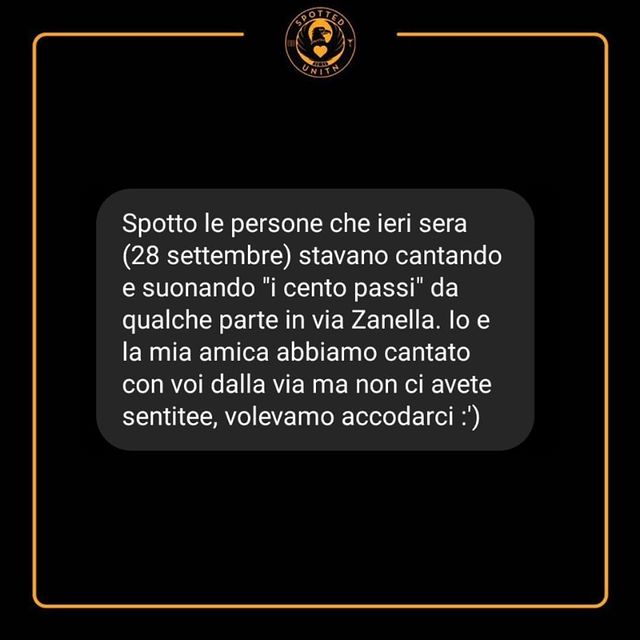 SPOTTED
UNITN
Spotto le persone che ieri sera
(28 settembre) stavano cantando
e suonando "i cento passi" da
qualche parte in via Zanella. Io e
la mia amica abbiamo cantato
con voi dalla via ma non ci avete
sentitee, volevamo accodarci :')